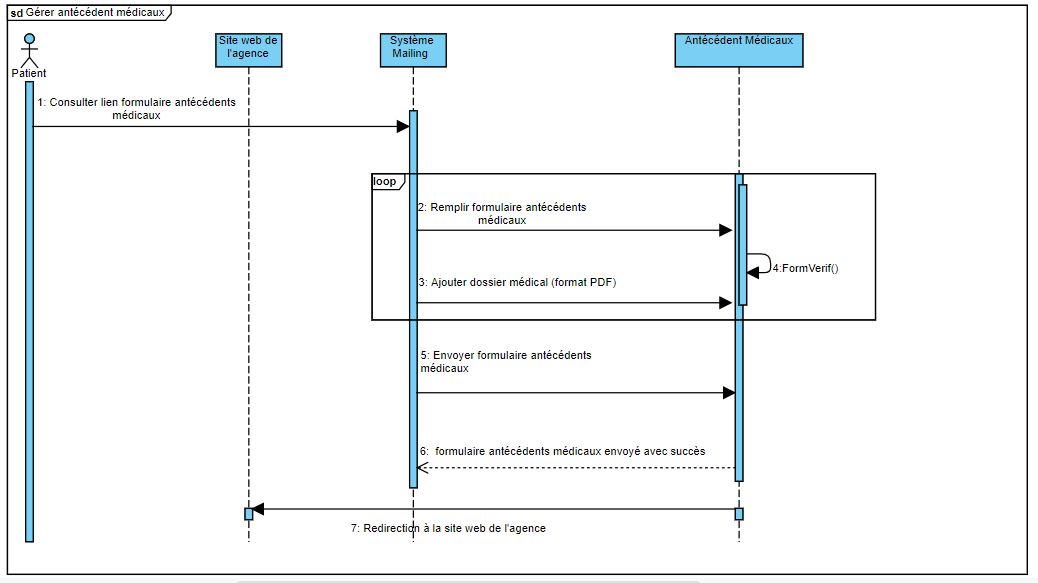 sd Gérer antécédent médicaux
Site web de
l'agence
Système
Mailing
Antécédent Médicaux
Patient
1: Consulter lien formulaire antécédents
médicaux
loop
2: Remplir formulaire antécédents
médicaux
4:FormVerif()
3: Ajouter dossier médical (format PDF)
5: Envoyer formulaire antécédents
médicaux
6: formulaire antécédents médicaux envoyé avec succès
7: Redirection à la site web de l'agence